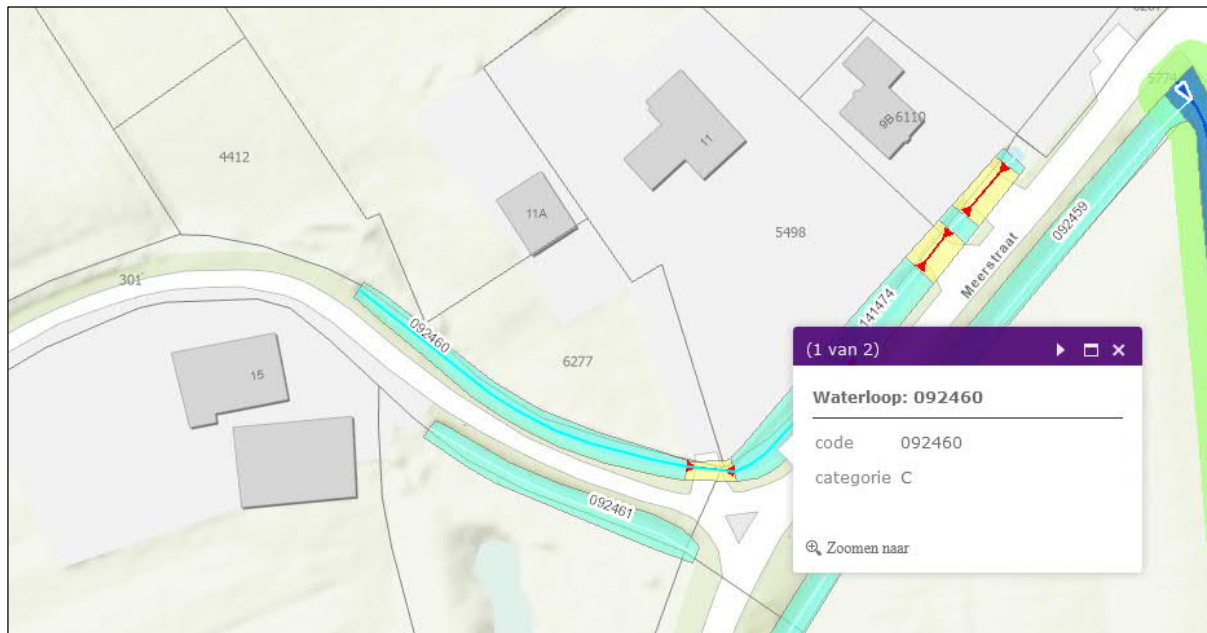 5774
4412
11
9B
6110
11A
5498
092459
Meerstraat
301
141474
092460
6277
15
(1 van 2)
Waterloop: 092460
code 092460
categorie C
Zoomen naar
092461